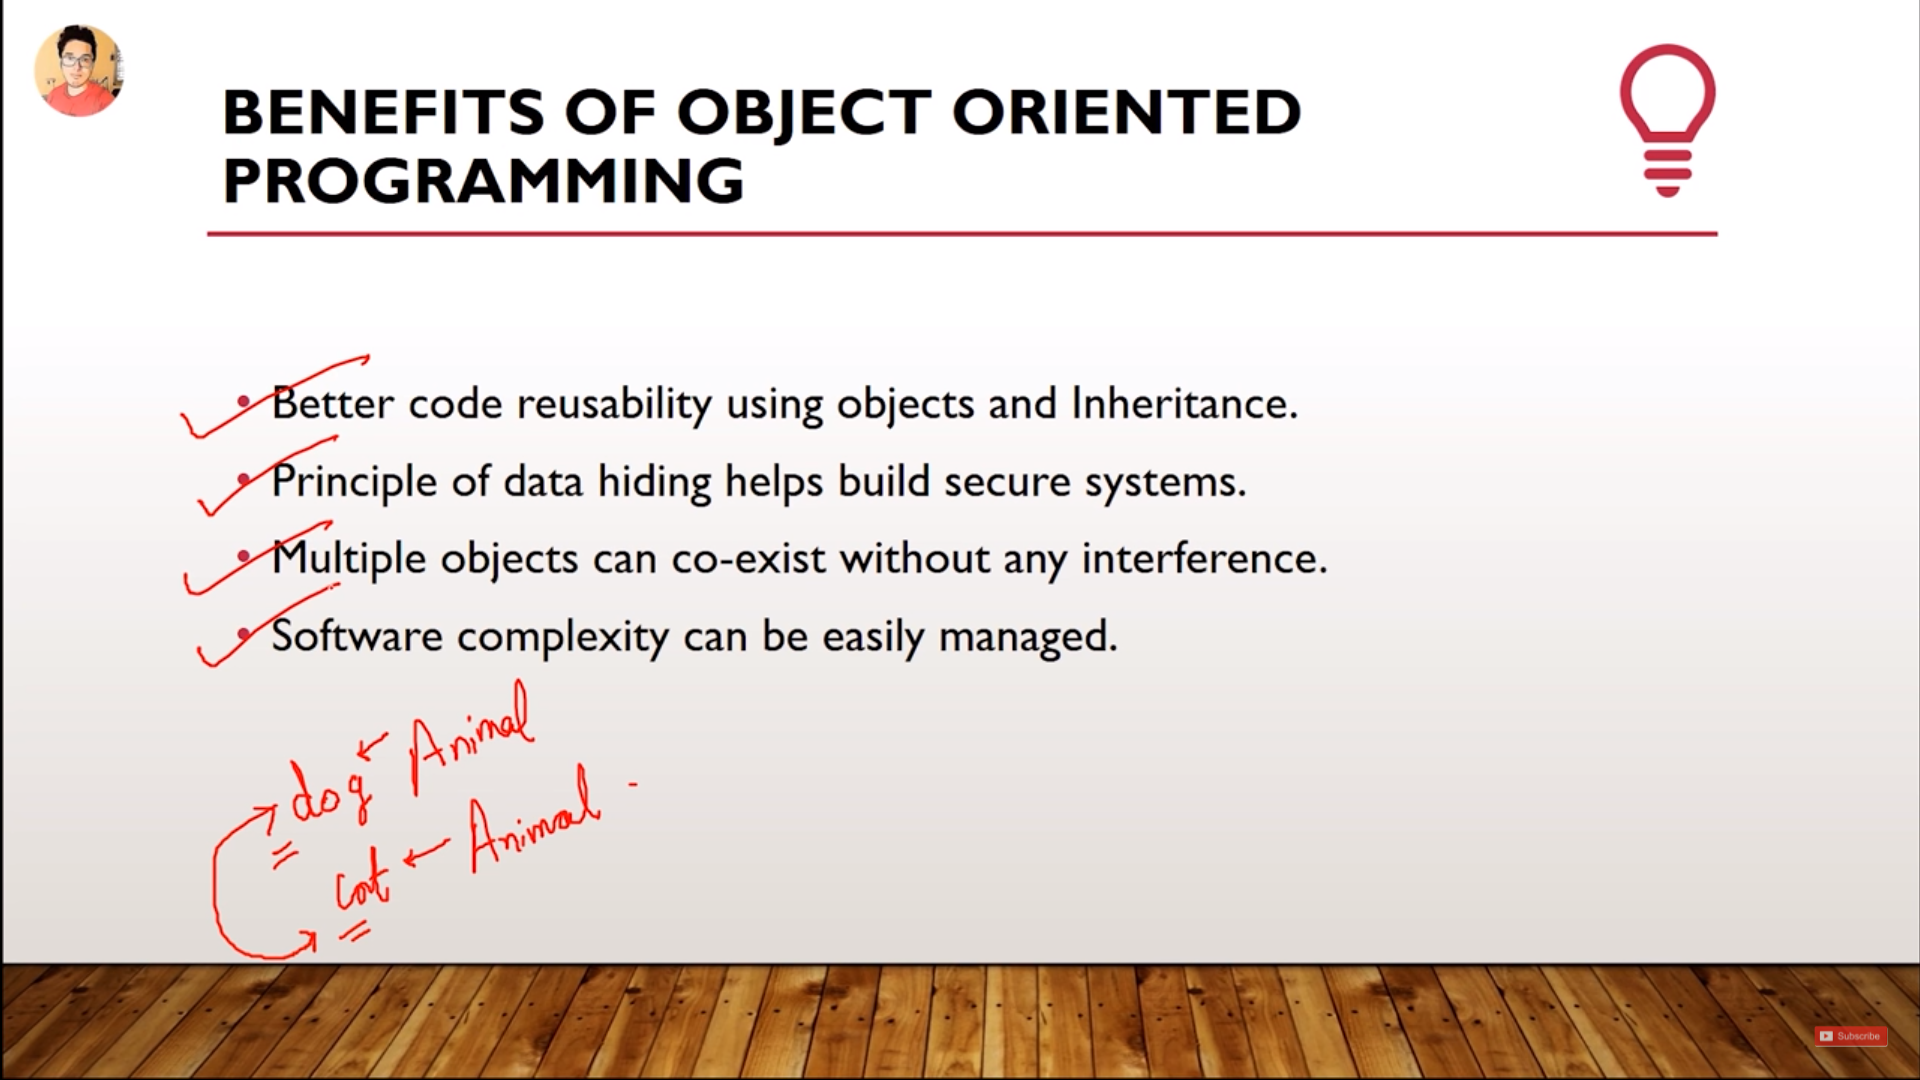 BENEFITS OF OBJECT ORIENTED
PROGRAMMING
• Better code reusability using objects and Inheritance.
• Principle of data hiding helps build secure systems.
• Multiple objects can co-exist without any interference.
• Software complexity can be easily managed.
dog ← Animal
cat ← Animal
Subscribe